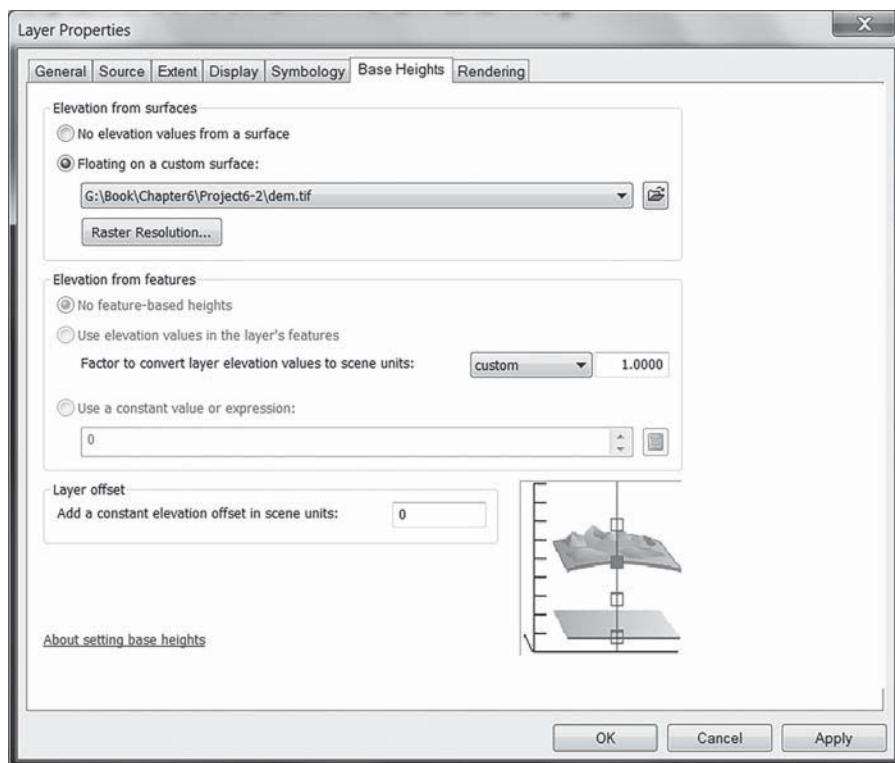 Layer Properties
X
General Source Extent Display Symbology Base Heights Rendering
Elevation from surfaces
No elevation values from a surface
Floating on a custom surface:
G:\Book\Chapter6\Project6-2\dem.tif
Raster Resolution...
Elevation from features
No feature-based heights
Use elevation values in the layer's features
Factor to convert layer elevation values to scene units: custom 1.0000
Use a constant value or expression:
0
Layer offset
Add a constant elevation offset in scene units: 0
About setting base heights
OK Cancel Apply